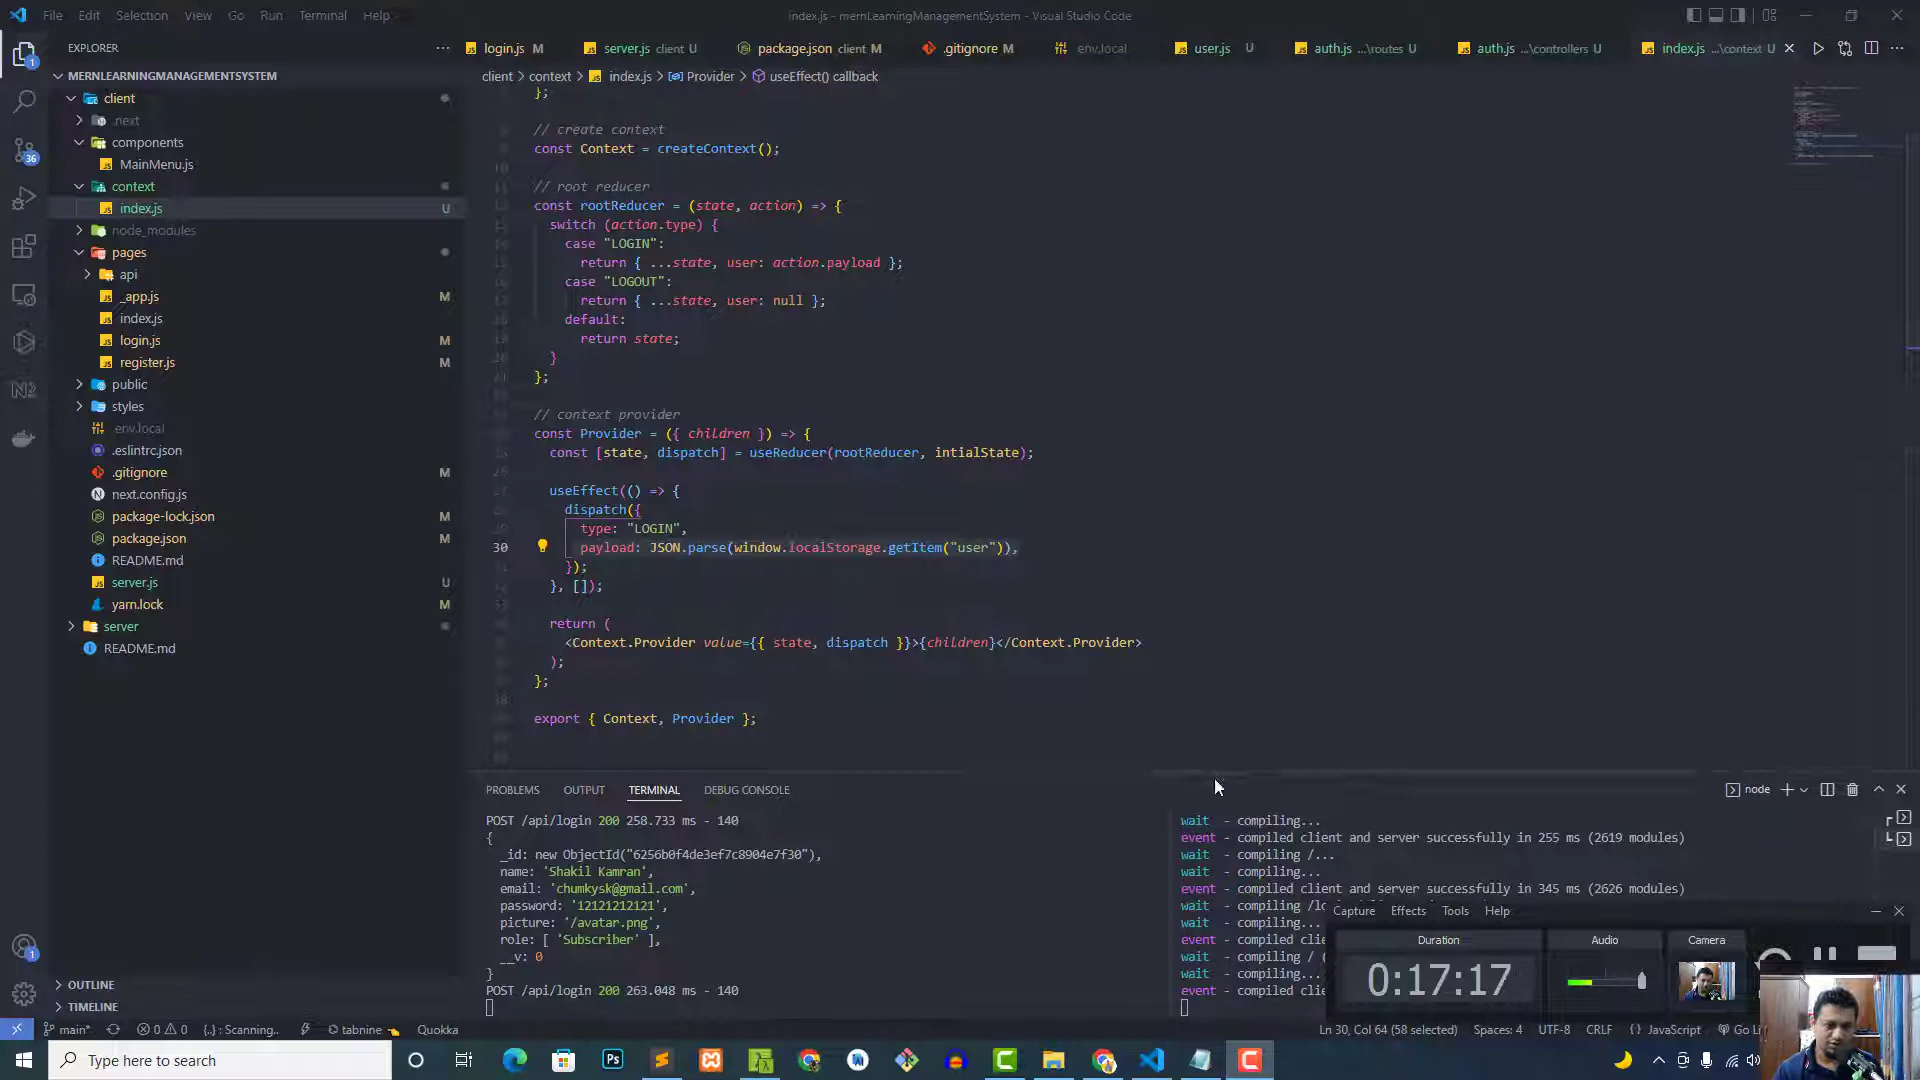 File Edit Selection View Go Run Terminal Help
index.js - mernLearningManagementSystem - Visual Studio Code
EXPLORER
MERNLEARNINGMANAGEMENTSYSTEM
client
.next
components
MainMenu.js
context
index.js U
node_modules
pages
api
_app.js M
index.js
login.js M
register.js M
public
styles
.env.local
.eslintrc.json
.gitignore M
next.config.js
package-lock.json M
package.json M
README.md
server.js U
yarn.lock M
server
README.md
OUTLINE
TIMELINE
login.js M server.js client U package.json client M .gitignore M env.local user.js U auth.js ...\routes U auth.js ...\controllers U index.js ...\context U
client > context > index.js > Provider > useEffect() callback
};
// create context
const Context = createContext();
// root reducer
const rootReducer = (state, action) => {
switch (action.type) {
case "LOGIN":
return { ...state, user: action.payload };
case "LOGOUT":
return { ...state, user: null };
default:
return state;
}
};
// context provider
const Provider = ({ children }) => {
const [state, dispatch] = useReducer(rootReducer, intialState);
useEffect(() => {
dispatch({
type: "LOGIN",
30 payload: JSON.parse(window.localStorage.getItem("user")),
});
}, []);
return (
<Context.Provider value={{ state, dispatch }}>{children}</Context.Provider>
);
};
export { Context, Provider };
PROBLEMS OUTPUT TERMINAL DEBUG CONSOLE
node
POST /api/login 200 258.733 ms - 140
{
_id: new ObjectId("6256b0f4de3ef7c8904e7f30"),
name: 'Shakil Kamran',
email: 'chumkysk@gmail.com',
password: '12121212121',
picture: '/avatar.png',
role: [ 'Subscriber' ],
__v: 0
}
POST /api/login 200 263.048 ms - 140
wait - compiling...
event - compiled client and server successfully in 255 ms (2619 modules)
wait - compiling /...
wait - compiling...
event - compiled client and server successfully in 345 ms (2626 modules)
wait - compiling /lo
wait - compiling...
event - compiled clie
wait - compiling / (
wait - compiling...
event - compiled clie
Capture Effects Tools Help
Duration Audio Camera
0:17:17
main* 0 0 Scanning.. tabnine Quokka
Ln 30, Col 64 (58 selected) Spaces: 4 UTF-8 CRLF JavaScript Go Li
Type here to search